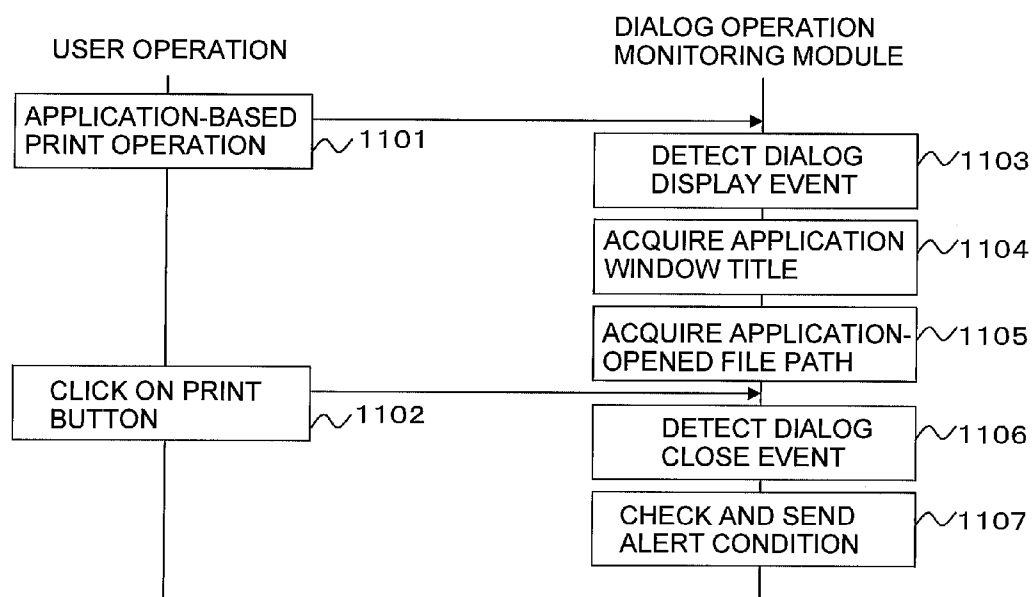 USER OPERATION
DIALOG OPERATION
MONITORING MODULE
APPLICATION-BASED
PRINT OPERATION
1101
DETECT DIALOG
DISPLAY EVENT
1103
ACQUIRE APPLICATION
WINDOW TITLE
1104
ACQUIRE APPLICATION-
OPENED FILE PATH
1105
CLICK ON PRINT
BUTTON
1102
DETECT DIALOG
CLOSE EVENT
1106
CHECK AND SEND
ALERT CONDITION
1107